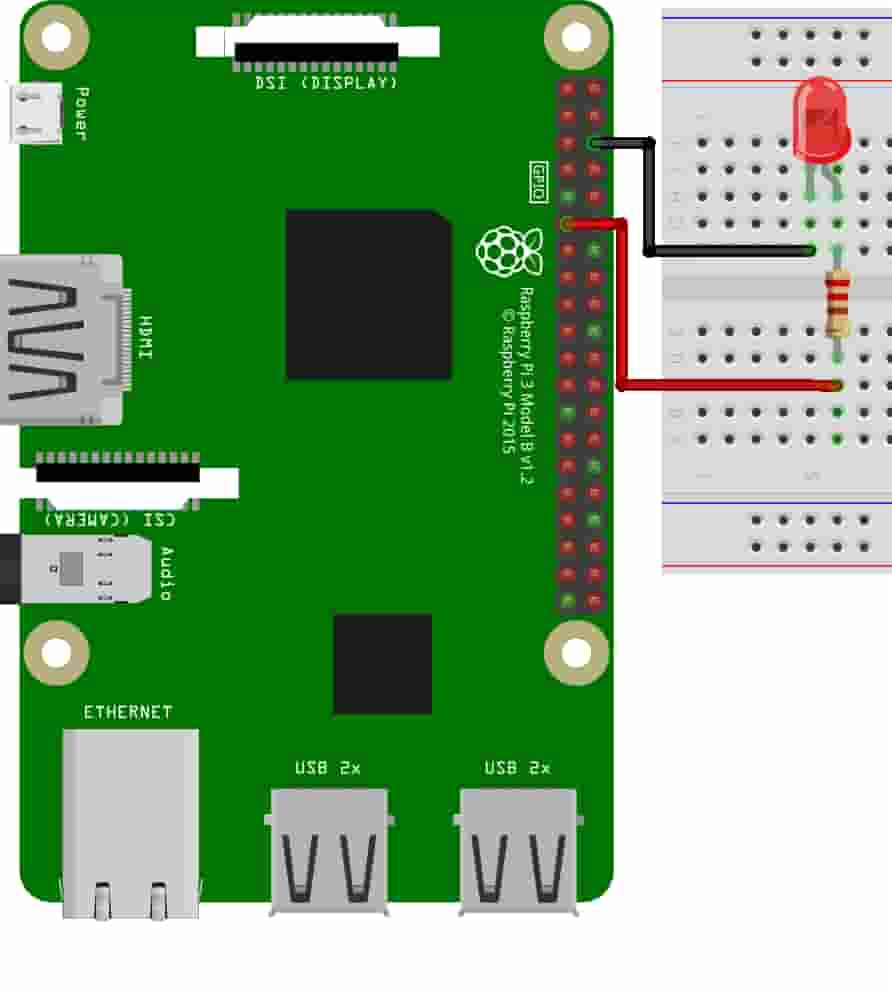 DSI (DISPLAY)
Power
GPIO
HDMI
Raspberry Pi 3 Model B v1.2
© Raspberry Pi 2015
CSI (CAMERA)
Audio
ETHERNET
USB 2x
USB 2x